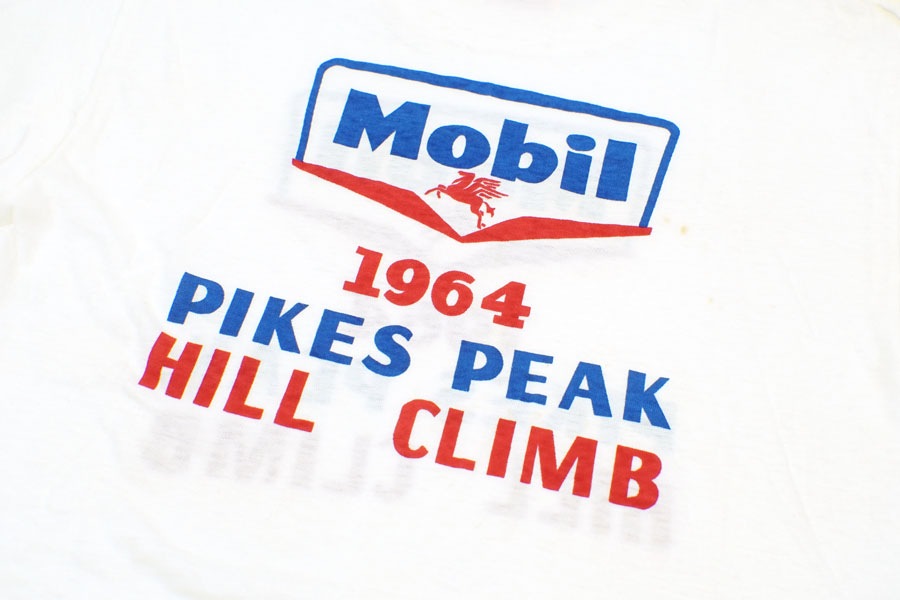 Mobil
1964
PIKES PEAK
HILL CLIMB